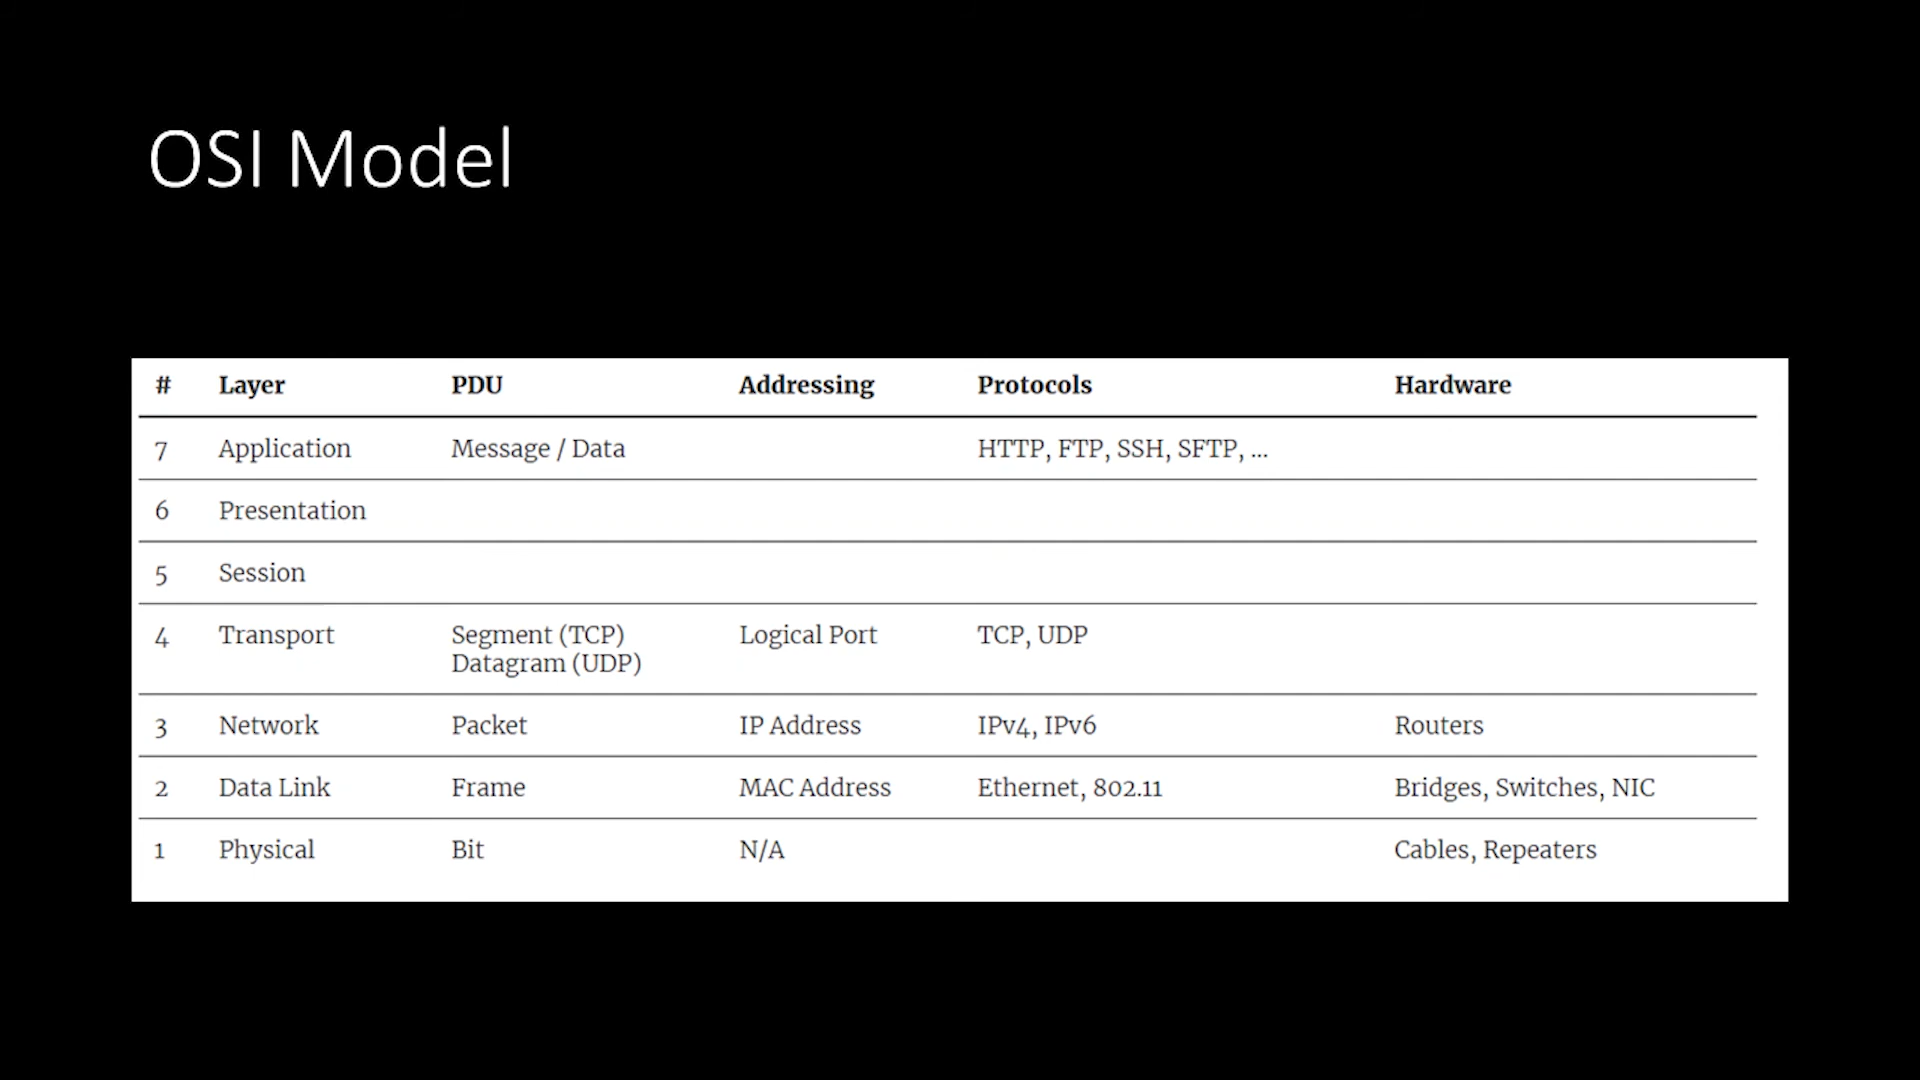 OSI Model
# Layer PDU Addressing Protocols Hardware
7 Application Message / Data HTTP, FTP, SSH, SFTP, ...
6 Presentation
5 Session
4 Transport Segment (TCP) Logical Port TCP, UDP
Datagram (UDP)
3 Network Packet IP Address IPv4, IPv6 Routers
2 Data Link Frame MAC Address Ethernet, 802.11 Bridges, Switches, NIC
1 Physical Bit N/A Cables, Repeaters